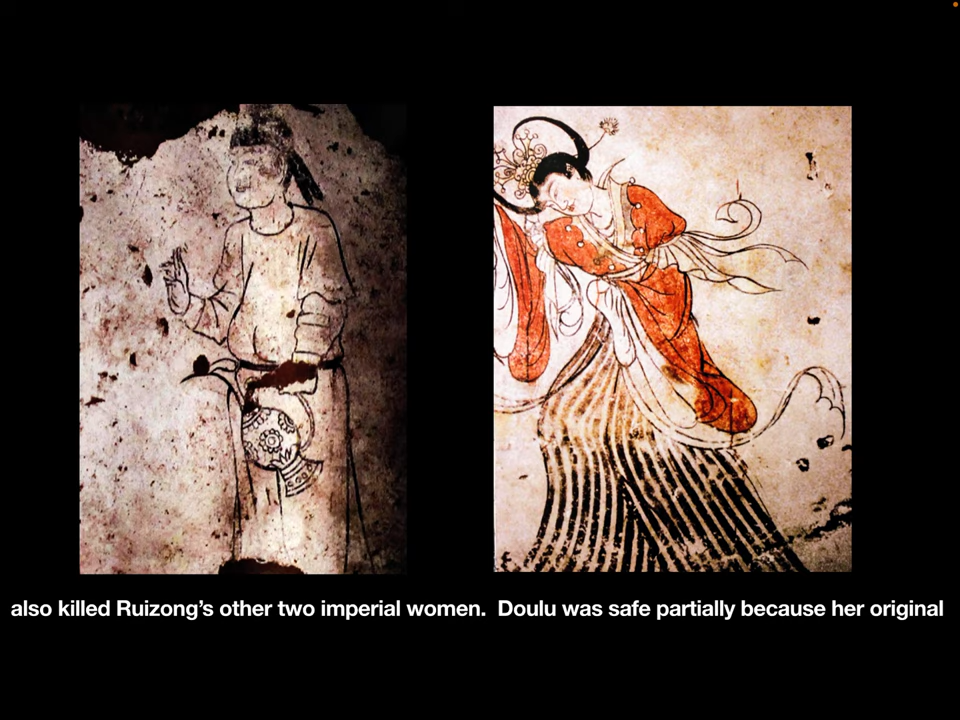 also killed Ruizong’s other two imperial women.  Doulu was safe partially because her original